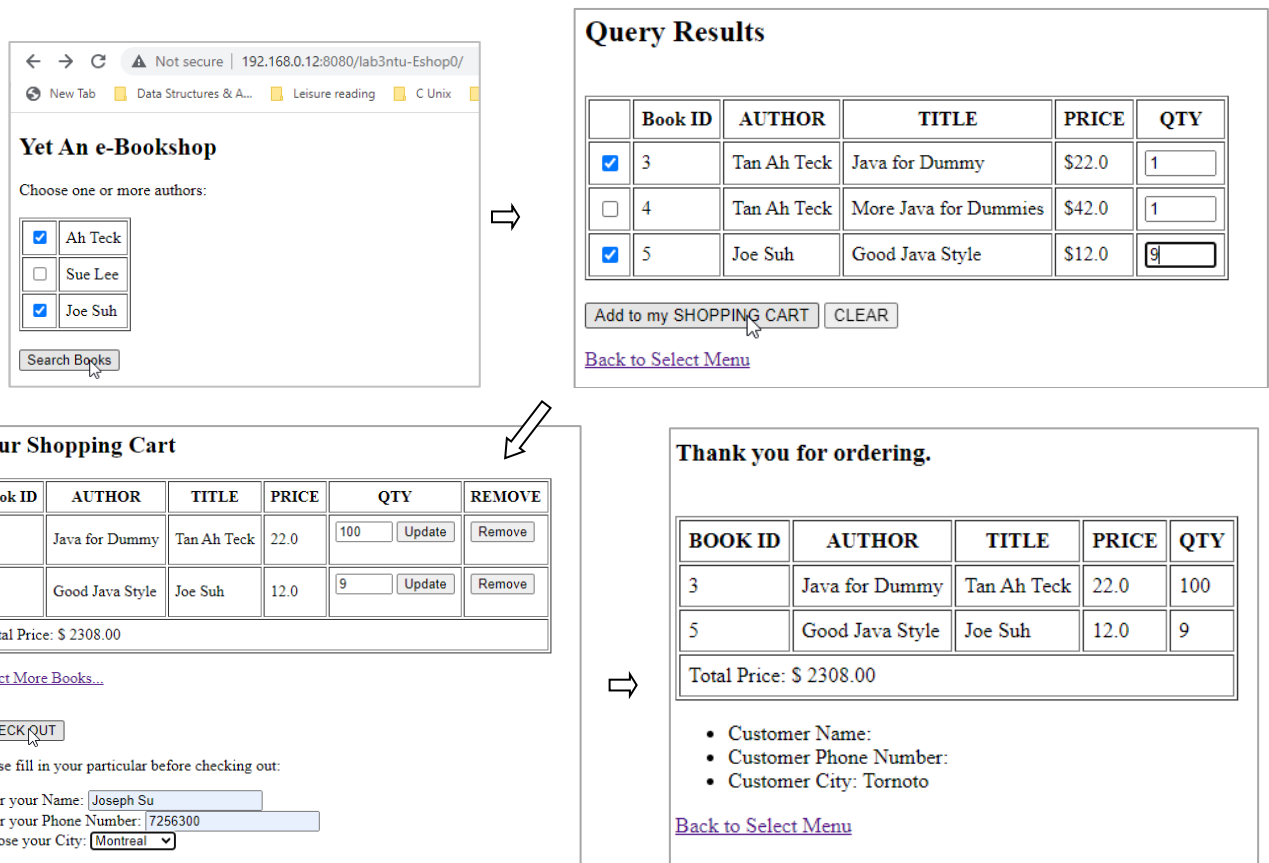 Not secure | 192.168.0.12:8080/lab3ntu-Eshop0/
New Tab Data Structures & A... Leisure reading C Unix
Yet An e-Bookshop
Choose one or more authors:
Ah Teck
Sue Lee
Joe Suh
Search Books
Query Results
Book ID AUTHOR TITLE PRICE QTY
3 Tan Ah Teck Java for Dummy $22.0 1
4 Tan Ah Teck More Java for Dummies $42.0 1
5 Joe Suh Good Java Style $12.0 9
Add to my SHOPPING CART CLEAR
Back to Select Menu
ur Shopping Cart
ok ID AUTHOR TITLE PRICE QTY REMOVE
Java for Dummy Tan Ah Teck 22.0 100 Update Remove
Good Java Style Joe Suh 12.0 9 Update Remove
tal Price: $ 2308.00
ct More Books...
ECK OUT
se fill in your particular before checking out:
r your Name: Joseph Su
r your Phone Number: 7256300
ose your City: Montreal
Thank you for ordering.
BOOK ID AUTHOR TITLE PRICE QTY
3 Java for Dummy Tan Ah Teck 22.0 100
5 Good Java Style Joe Suh 12.0 9
Total Price: $ 2308.00
• Customer Name:
• Customer Phone Number:
• Customer City: Tornoto
Back to Select Menu